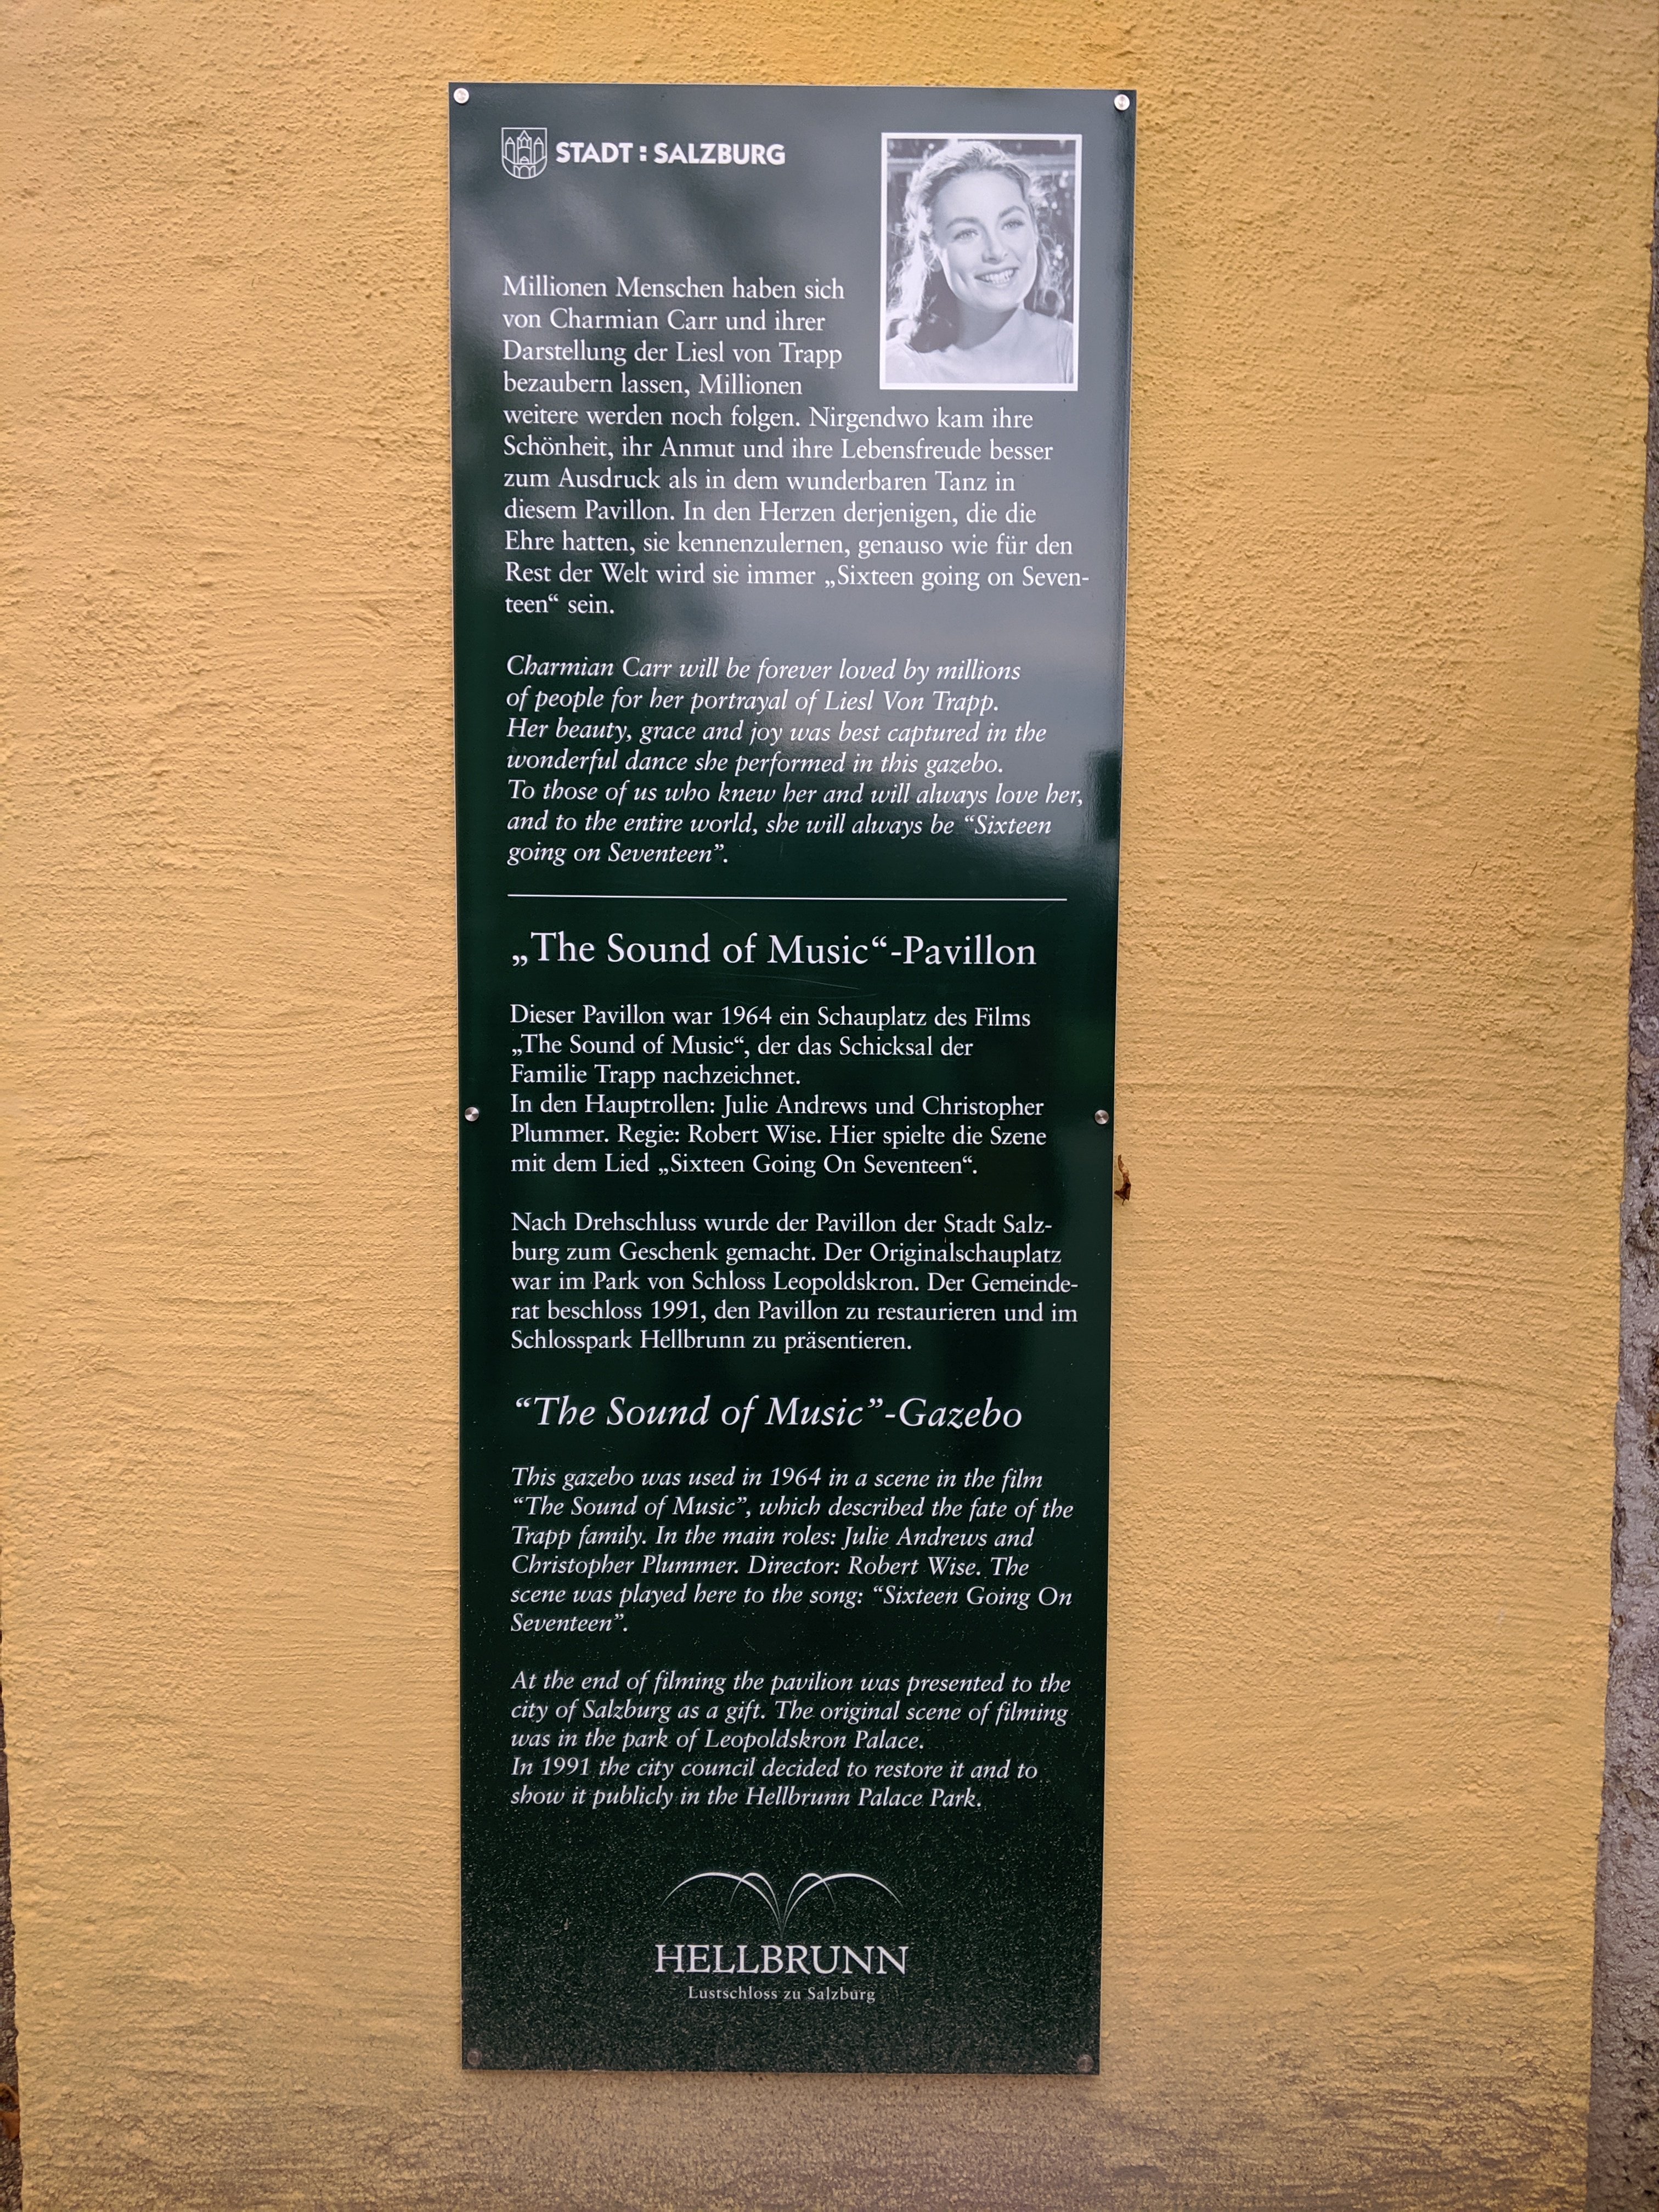 STADT : SALZBURG
Millionen Menschen haben sich
von Charmian Carr und ihrer
Darstellung der Liesl von Trapp
bezaubern lassen, Millionen
weitere werden noch folgen. Nirgendwo kam ihre
Schönheit, ihr Anmut und ihre Lebensfreude besser
zum Ausdruck als in dem wunderbaren Tanz in
diesem Pavillon. In den Herzen derjenigen, die die
Ehre hatten, sie kennenzulernen, genauso wie für den
Rest der Welt wird sie immer „Sixteen going on Seven-
teen“ sein.
Charmian Carr will be forever loved by millions
of people for her portrayal of Liesl Von Trapp.
Her beauty, grace and joy was best captured in the
wonderful dance she performed in this gazebo.
To those of us who knew her and will always love her,
and to the entire world, she will always be “Sixteen
going on Seventeen”.
„The Sound of Music“-Pavillon
Dieser Pavillon war 1964 ein Schauplatz des Films
„The Sound of Music“, der das Schicksal der
Familie Trapp nachzeichnet.
In den Hauptrollen: Julie Andrews und Christopher
Plummer. Regie: Robert Wise. Hier spielte die Szene
mit dem Lied „Sixteen Going On Seventeen“.
Nach Drehschluss wurde der Pavillon der Stadt Salz-
burg zum Geschenk gemacht. Der Originalschauplatz
war im Park von Schloss Leopoldskron. Der Gemeinde-
rat beschloss 1991, den Pavillon zu restaurieren und im
Schlosspark Hellbrunn zu präsentieren.
“The Sound of Music”-Gazebo
This gazebo was used in 1964 in a scene in the film
“The Sound of Music”, which described the fate of the
Trapp family. In the main roles: Julie Andrews and
Christopher Plummer. Director: Robert Wise. The
scene was played here to the song: “Sixteen Going On
Seventeen”.
At the end of filming the pavilion was presented to the
city of Salzburg as a gift. The original scene of filming
was in the park of Leopoldskron Palace.
In 1991 the city council decided to restore it and to
show it publicly in the Hellbrunn Palace Park.
HELLBRUNN
Lustschloss zu Salzburg